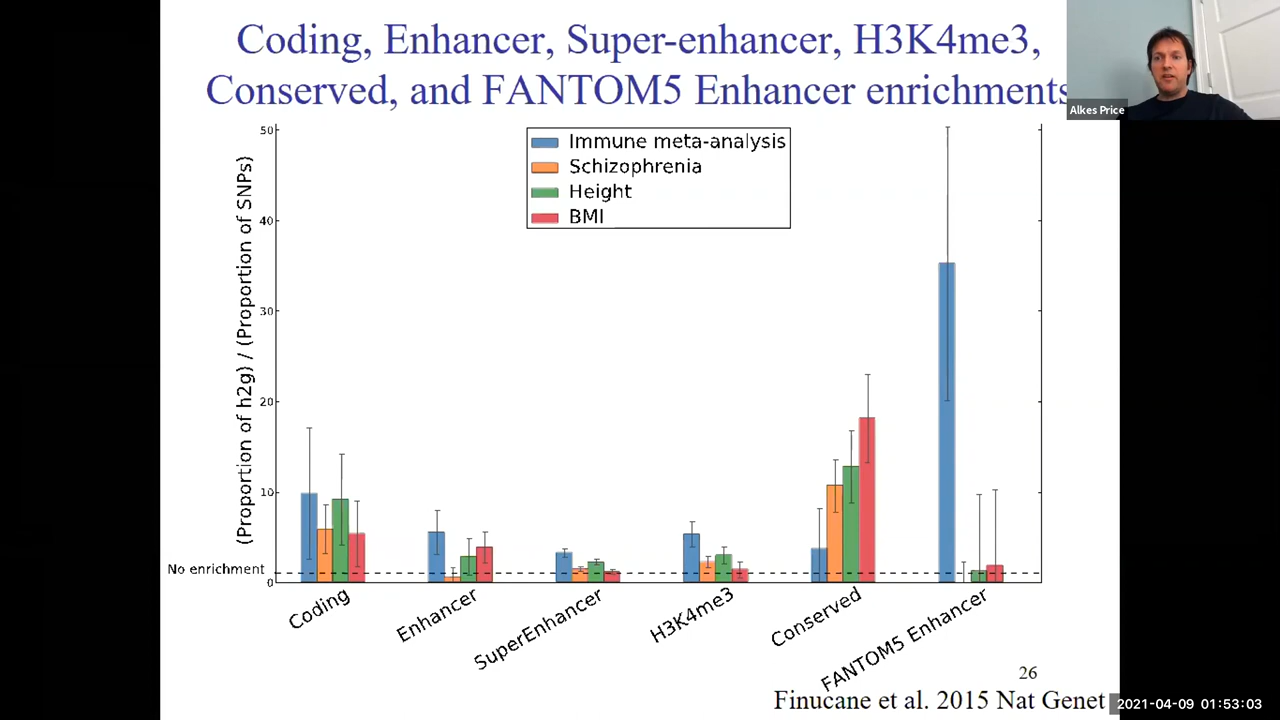 Coding, Enhancer, Super-enhancer, H3K4me3,
Conserved, and FANTOM5 Enhancer enrichments
Alkes Price
Immune meta-analysis
Schizophrenia
Height
BMI
(Proportion of h2g) / (Proportion of SNPs)
50
40
30
20
10
0
No enrichment
Coding
Enhancer
SuperEnhancer
H3K4me3
Conserved
FANTOM5 Enhancer
26
Finucane et al. 2015 Nat Genet
2021-04-09 01:53:03